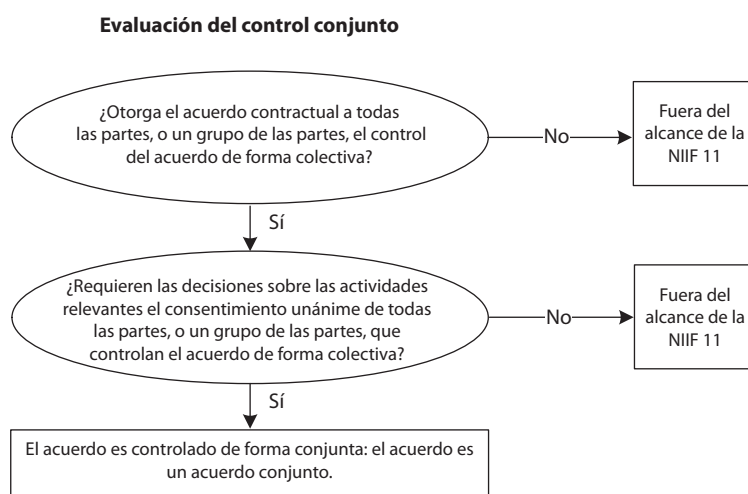 Evaluación del control conjunto
¿Otorga el acuerdo contractual a todas
las partes, o un grupo de las partes, el control
del acuerdo de forma colectiva?
No
Fuera del
alcance de la
NIIF 11
Sí
¿Requieren las decisiones sobre las actividades
relevantes el consentimiento unánime de todas
las partes, o un grupo de las partes, que
controlan el acuerdo de forma colectiva?
No
Fuera del
alcance de la
NIIF 11
Sí
El acuerdo es controlado de forma conjunta: el acuerdo es
un acuerdo conjunto.